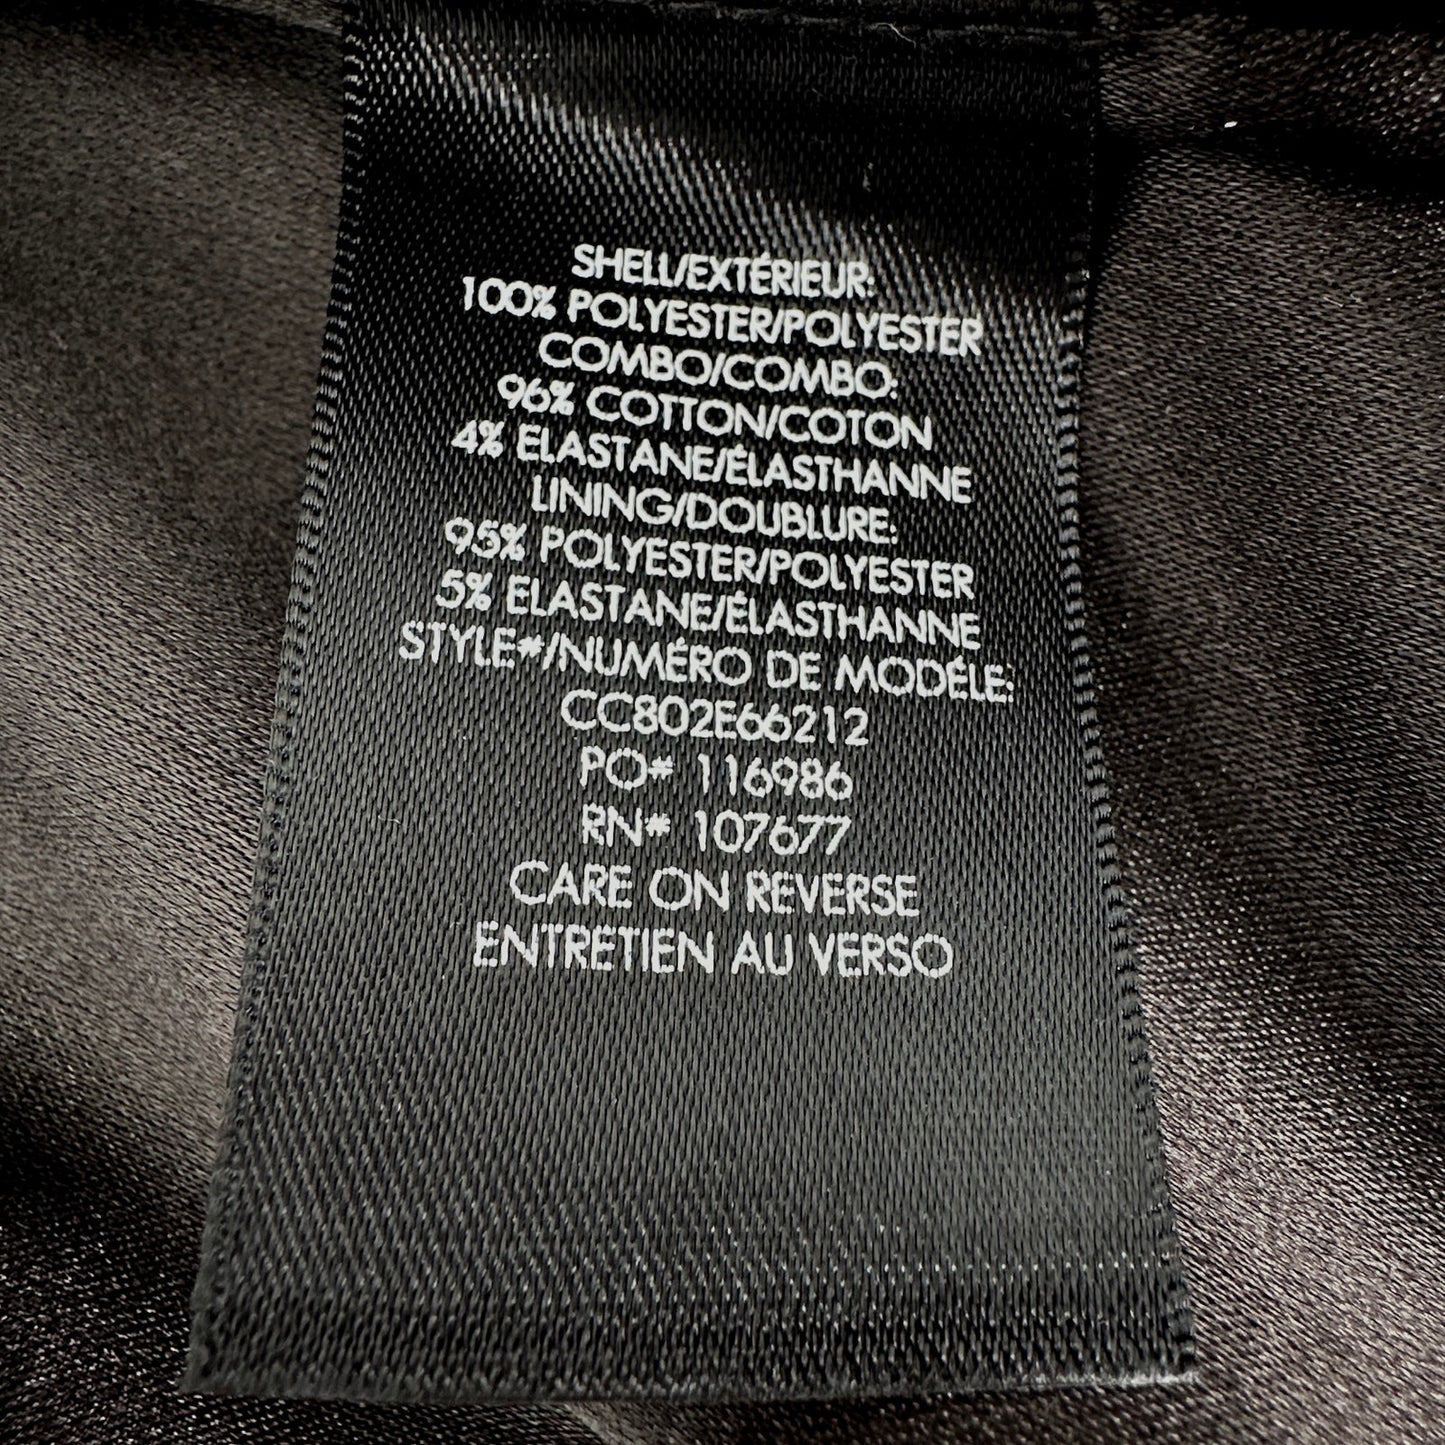 SHELL/EXTÉRIEUR:
100% POLYESTER/POLYESTER
COMBO/COMBO:
96% COTTON/COTON
4% ELASTANE/ÉLASTHANNE
LINING/DOUBLURE:
95% POLYESTER/POLYESTER
5% ELASTANE/ÉLASTHANNE
STYLE#/NUMÉRO DE MODÉLE:
CC802E66212
PO# 116986
RN# 107677
CARE ON REVERSE
ENTRETIEN AU VERSO